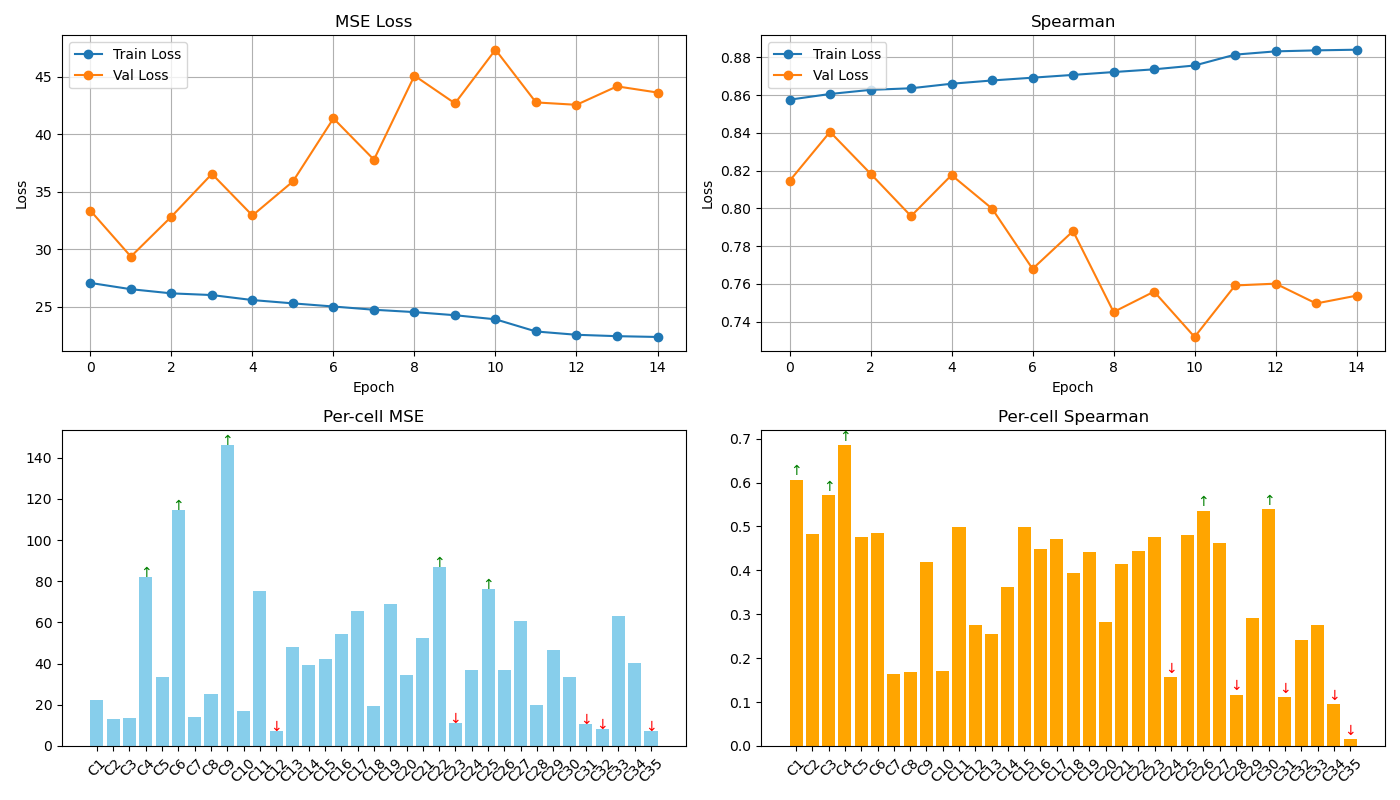 MSE Loss
Train Loss
Val Loss
Loss
45
40
35
30
25
0 2 4 6 8 10 12 14
Epoch
Spearman
Train Loss
Val Loss
Loss
0.88
0.86
0.84
0.82
0.80
0.78
0.76
0.74
0 2 4 6 8 10 12 14
Epoch
Per-cell MSE
140
120
100
80
60
40
20
0
↑ ↑ ↑ ↓ ↑ ↓ ↑ ↓ ↓ ↓
C1 C2 C3 C4 C5 C6 C7 C8 C9 C10 C11 C12 C13 C14 C15 C16 C17 C18 C19 C20 C21 C22 C23 C24 C25 C26 C27 C28 C29 C30 C31 C32 C33 C34 C35
Per-cell Spearman
0.7
0.6
0.5
0.4
0.3
0.2
0.1
0.0
↑ ↑ ↑ ↓ ↑ ↓ ↑ ↓ ↓ ↓
C1 C2 C3 C4 C5 C6 C7 C8 C9 C10 C11 C12 C13 C14 C15 C16 C17 C18 C19 C20 C21 C22 C23 C24 C25 C26 C27 C28 C29 C30 C31 C32 C33 C34 C35